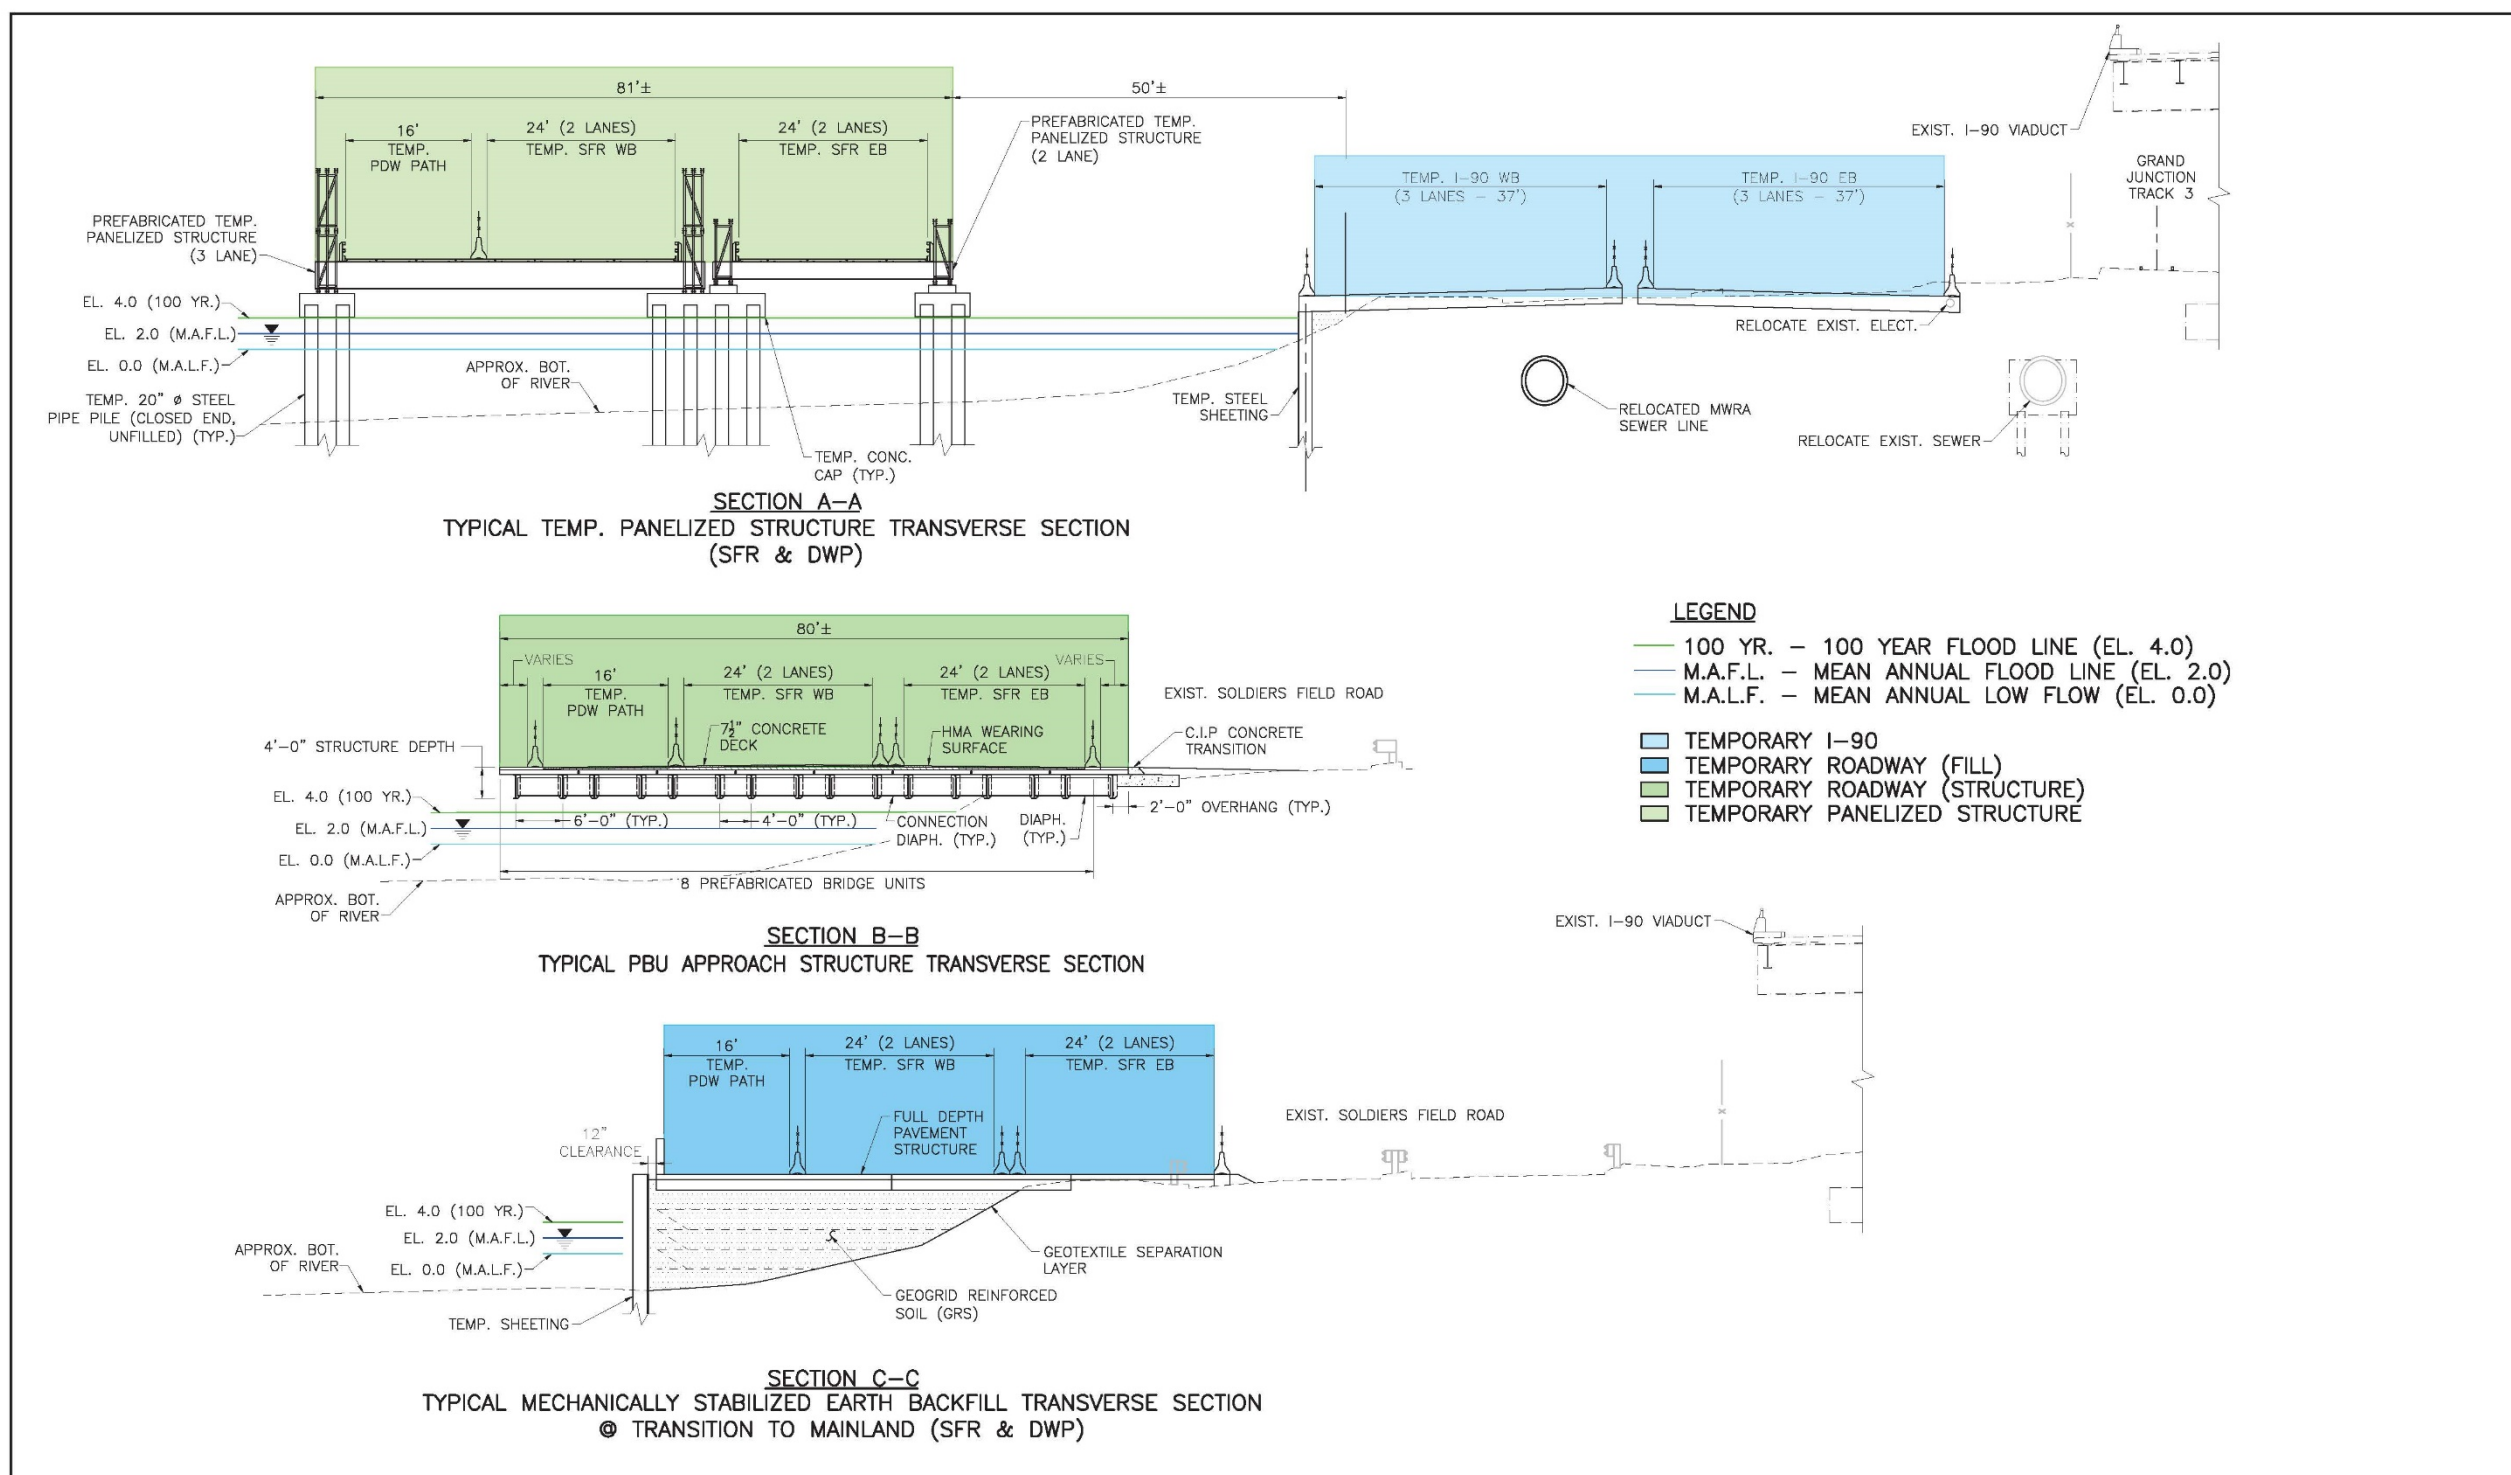 81'±
50'±
16'
TEMP.
PDW PATH
24' (2 LANES)
TEMP. SFR WB
24' (2 LANES)
TEMP. SFR EB
PREFABRICATED TEMP.
PANELIZED STRUCTURE
(2 LANE)
EXIST. I-90 VIADUCT
GRAND
JUNCTION
TRACK 3
TEMP. I-90 WB
(3 LANES - 37')
TEMP. I-90 EB
(3 LANES - 37')
PREFABRICATED TEMP.
PANELIZED STRUCTURE
(3 LANE)
EL. 4.0 (100 YR.)
EL. 2.0 (M.A.F.L.)
EL. 0.0 (M.A.L.F.)
TEMP. 20" ø STEEL
PIPE PILE (CLOSED END,
UNFILLED) (TYP.)
APPROX. BOT.
OF RIVER
TEMP. CONC.
CAP (TYP.)
TEMP. STEEL
SHEETING
RELOCATE EXIST. ELECT.
RELOCATED MWRA
SEWER LINE
RELOCATE EXIST. SEWER
SECTION A-A
TYPICAL TEMP. PANELIZED STRUCTURE TRANSVERSE SECTION
(SFR & DWP)
80'±
VARIES
VARIES
16'
TEMP.
PDW PATH
24' (2 LANES)
TEMP. SFR WB
24' (2 LANES)
TEMP. SFR EB
EXIST. SOLDIERS FIELD ROAD
7½" CONCRETE
DECK
HMA WEARING
SURFACE
C.I.P CONCRETE
TRANSITION
4'-0" STRUCTURE DEPTH
EL. 4.0 (100 YR.)
EL. 2.0 (M.A.F.L.)
EL. 0.0 (M.A.L.F.)
6'-0" (TYP.)
4'-0" (TYP.)
CONNECTION
DIAPH. (TYP.)
DIAPH.
(TYP.)
2'-0" OVERHANG (TYP.)
8 PREFABRICATED BRIDGE UNITS
APPROX. BOT.
OF RIVER
SECTION B-B
TYPICAL PBU APPROACH STRUCTURE TRANSVERSE SECTION
LEGEND
100 YR. - 100 YEAR FLOOD LINE (EL. 4.0)
M.A.F.L. - MEAN ANNUAL FLOOD LINE (EL. 2.0)
M.A.L.F. - MEAN ANNUAL LOW FLOW (EL. 0.0)
TEMPORARY I-90
TEMPORARY ROADWAY (FILL)
TEMPORARY ROADWAY (STRUCTURE)
TEMPORARY PANELIZED STRUCTURE
EXIST. I-90 VIADUCT
16'
TEMP.
PDW PATH
24' (2 LANES)
TEMP. SFR WB
24' (2 LANES)
TEMP. SFR EB
FULL DEPTH
PAVEMENT
STRUCTURE
EXIST. SOLDIERS FIELD ROAD
12"
CLEARANCE
EL. 4.0 (100 YR.)
EL. 2.0 (M.A.F.L.)
EL. 0.0 (M.A.L.F.)
APPROX. BOT.
OF RIVER
TEMP. SHEETING
GEOTEXTILE SEPARATION
LAYER
GEOGRID REINFORCED
SOIL (GRS)
SECTION C-C
TYPICAL MECHANICALLY STABILIZED EARTH BACKFILL TRANSVERSE SECTION
@ TRANSITION TO MAINLAND (SFR & DWP)